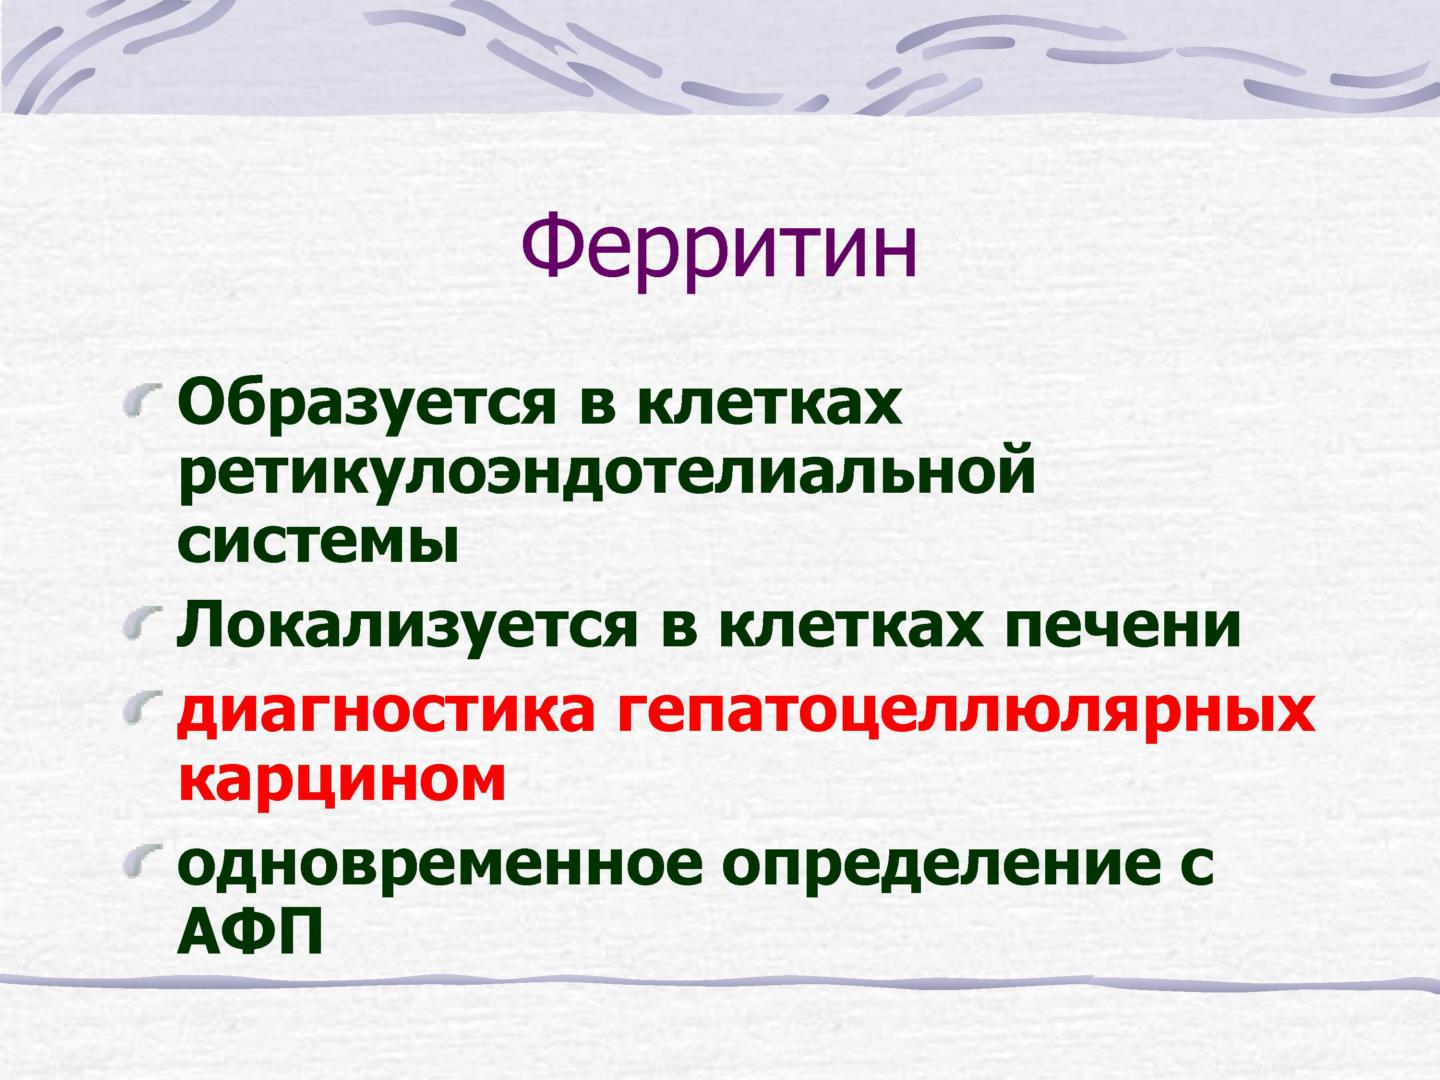 Ферритин
Образуется в клетках
ретикулоэндотелиальной
системы
Локализуется в клетках печени
диагностика гепатоцеллюлярных
карцином
одновременное определение с
АФП